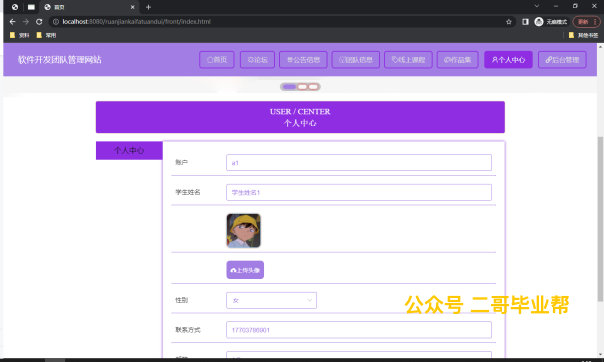 首页
localhost:8080/ruanjiankaifatuandui/front/index.html
无痕模式
更新
资料
常用
其他书签
软件开发团队管理网站
首页
论坛
公告信息
团队信息
线上课程
作品集
个人中心
后台管理
USER / CENTER
个人中心
个人中心
账户
a1
学生姓名
学生姓名1
上传头像
性别
女
联系方式
17703786901
公众号 二哥毕业帮